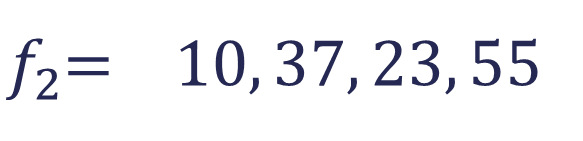 f₂= 10, 37, 23, 55